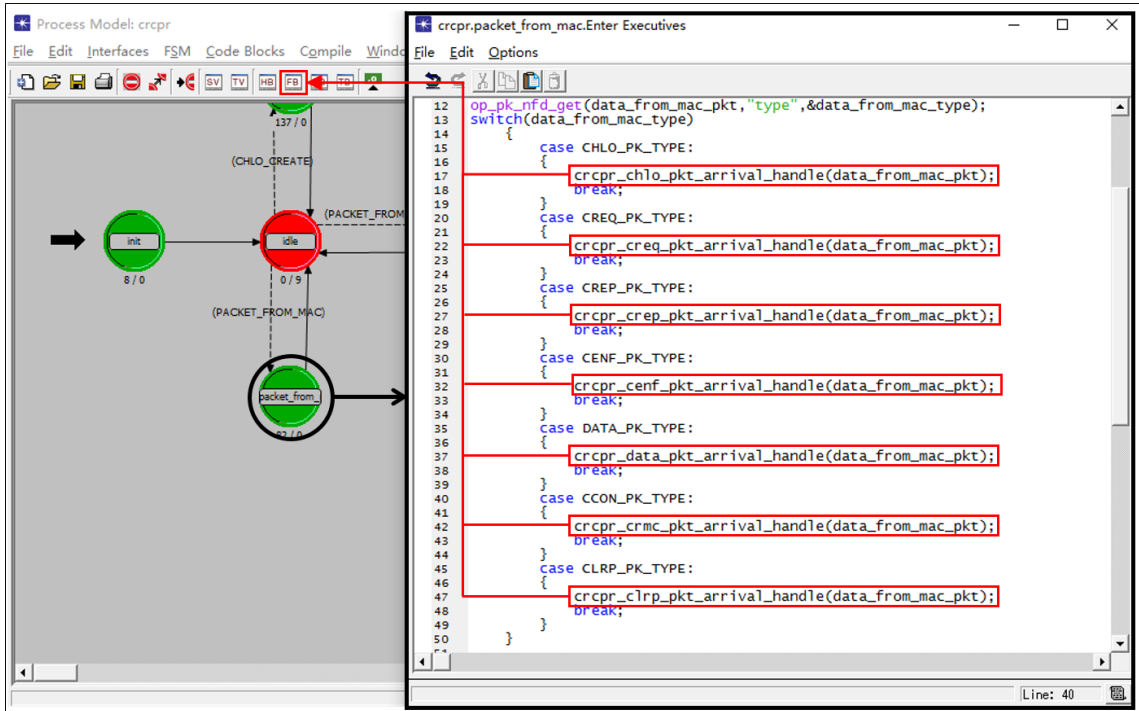 Process Model: crcpr
File Edit Interfaces FSM Code Blocks Compile Windo
SV TV HB FB
137 / 0
(CHLO_CREATE)
(PACKET_FROM
init
idle
8 / 0
0 / 9
(PACKET_FROM_MAC)
packet_from_
crcpr.packet_from_mac.Enter Executives
File Edit Options
12 op_pk_nfd_get(data_from_mac_pkt,"type",&data_from_mac_type);
13 switch(data_from_mac_type)
14 {
15 case CHLO_PK_TYPE:
16 {
17 crcpr_chlo_pkt_arrival_handle(data_from_mac_pkt);
18 break;
19 }
20 case CREQ_PK_TYPE:
21 {
22 crcpr_creq_pkt_arrival_handle(data_from_mac_pkt);
23 break;
24 }
25 case CREP_PK_TYPE:
26 {
27 crcpr_crep_pkt_arrival_handle(data_from_mac_pkt);
28 break;
29 }
30 case CENF_PK_TYPE:
31 {
32 crcpr_cenf_pkt_arrival_handle(data_from_mac_pkt);
33 break;
34 }
35 case DATA_PK_TYPE:
36 {
37 crcpr_data_pkt_arrival_handle(data_from_mac_pkt);
38 break;
39 }
40 case CCON_PK_TYPE:
41 {
42 crcpr_crmc_pkt_arrival_handle(data_from_mac_pkt);
43 break;
44 }
45 case CLRP_PK_TYPE:
46 {
47 crcpr_clrp_pkt_arrival_handle(data_from_mac_pkt);
48 break;
49 }
50 }
Line: 40